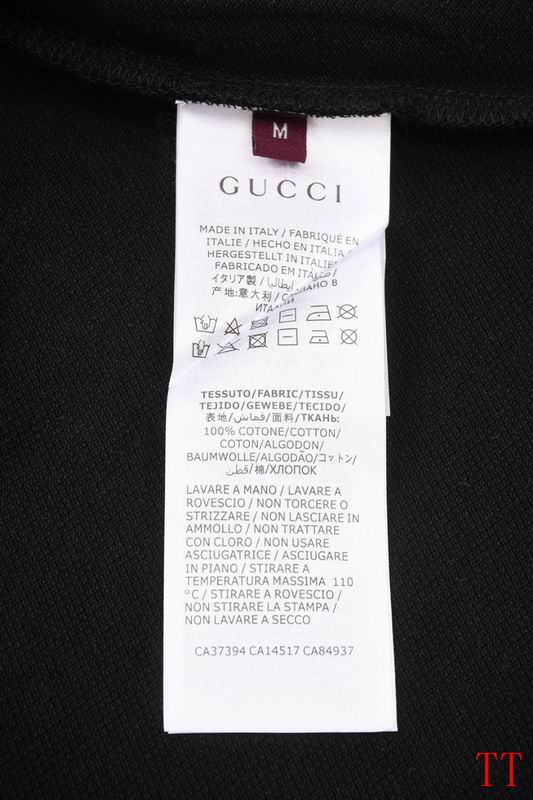 M
GUCCI
MADE IN ITALY / FABRIQUÉ EN
ITALIE / HECHO EN ITALIA /
HERGESTELLT IN ITALIEN
FABRICADO EM ITÁLIA /
イタリア製 / إيطاليا /
产地:意大利 / СДЕЛАНО В
ИТАЛИИ
TESSUTO/FABRIC/TISSU/
TEJIDO/GEWEBE/TECIDO/
表地/قماش/面料/ТКАНЬ:
100% COTONE/COTTON/
COTON/ALGODON/
BAUMWOLLE/ALGODÃO/コットン/
قطن/棉/ХЛОПОК
LAVARE A MANO / LAVARE A
ROVESCIO / NON TORCERE O
STRIZZARE / NON LASCIARE IN
AMMOLLO / NON TRATTARE
CON CLORO / NON USARE
ASCIUGATRICE / ASCIUGARE
IN PIANO / STIRARE A
TEMPERATURA MASSIMA 110
°C / STIRARE A ROVESCIO /
NON STIRARE LA STAMPA /
NON LAVARE A SECCO
CA37394 CA14517 CA84937
TT